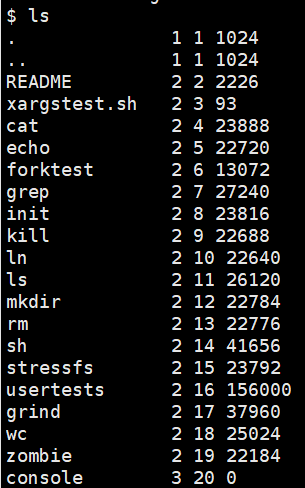 $ ls
. 1 1 1024
.. 1 1 1024
README 2 2 2226
xargstest.sh 2 3 93
cat 2 4 23888
echo 2 5 22720
forktest 2 6 13072
grep 2 7 27240
init 2 8 23816
kill 2 9 22688
ln 2 10 22640
ls 2 11 26120
mkdir 2 12 22784
rm 2 13 22776
sh 2 14 41656
stressfs 2 15 23792
usertests 2 16 156000
grind 2 17 37960
wc 2 18 25024
zombie 2 19 22184
console 3 20 0